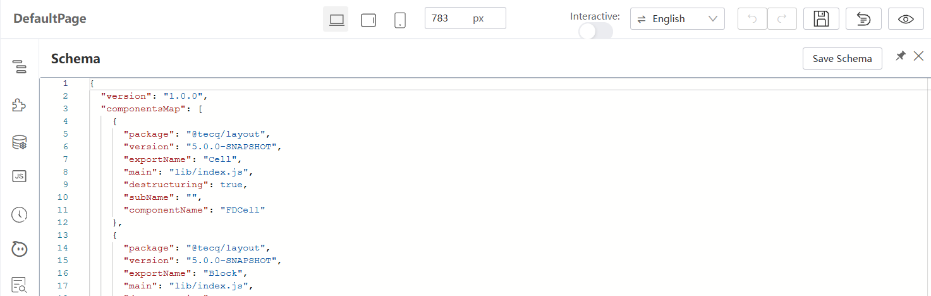 DefaultPage
783 px
Interactive:
English
Schema
Save Schema
1 {
2 "version": "1.0.0",
3 "componentsMap": [
4 {
5 "package": "@tecq/layout",
6 "version": "5.0.0-SNAPSHOT",
7 "exportName": "Cell",
8 "main": "lib/index.js",
9 "destructuring": true,
10 "subName": "",
11 "componentName": "FDCell"
12 },
13 {
14 "package": "@tecq/layout",
15 "version": "5.0.0-SNAPSHOT",
16 "exportName": "Block",
17 "main": "lib/index.js",
JS